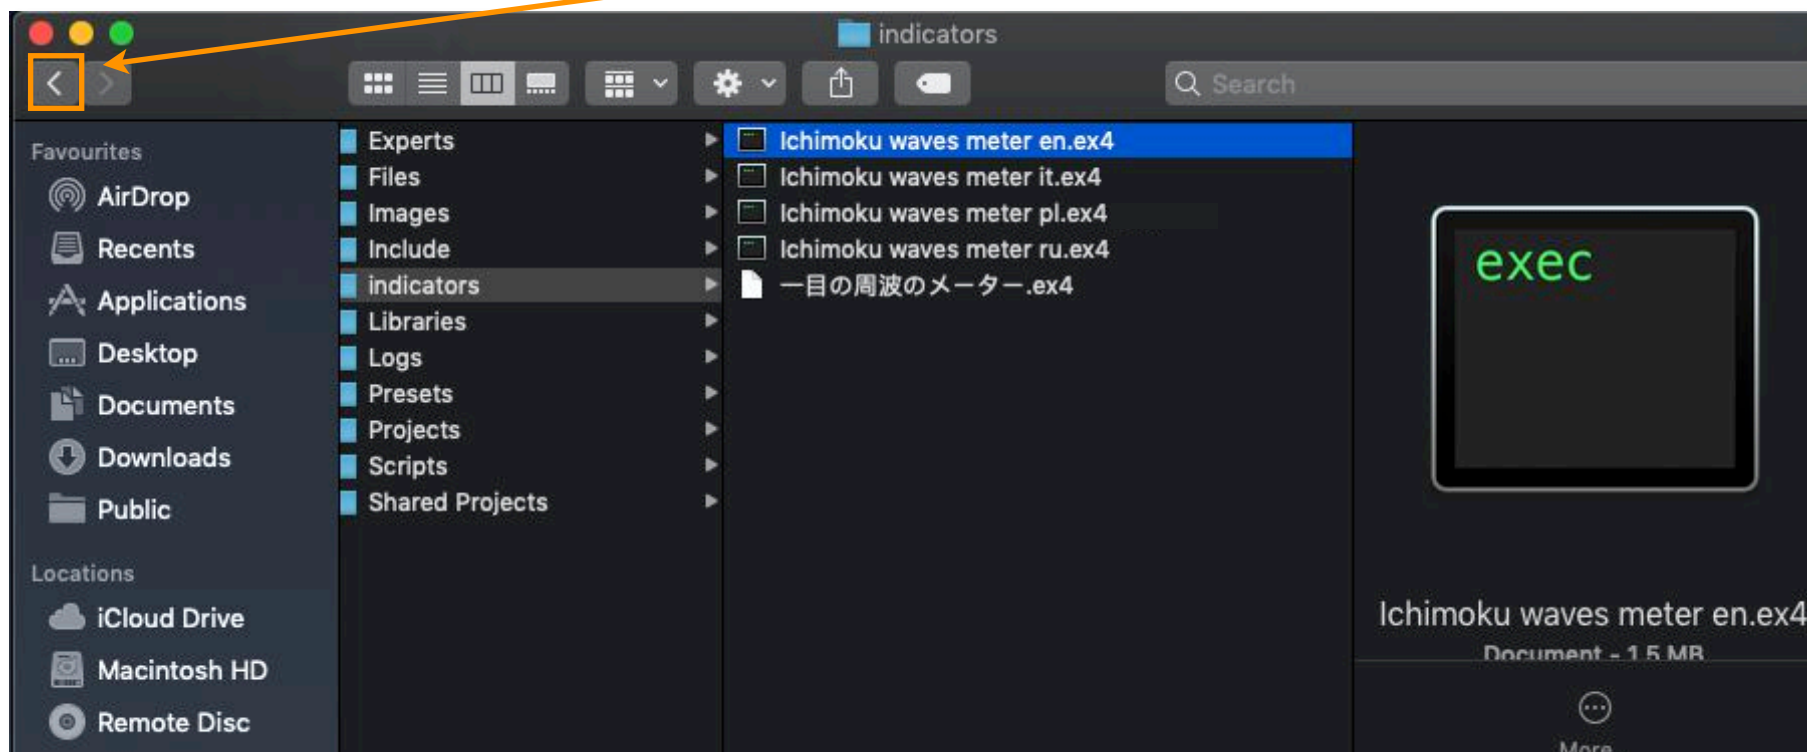 indicators
Search
Favourites
AirDrop
Recents
Applications
Desktop
Documents
Downloads
Public
Locations
iCloud Drive
Macintosh HD
Remote Disc
Experts
Files
Images
Include
indicators
Libraries
Logs
Presets
Projects
Scripts
Shared Projects
Ichimoku waves meter en.ex4
Ichimoku waves meter it.ex4
Ichimoku waves meter pl.ex4
Ichimoku waves meter ru.ex4
一目の周波のメーター.ex4
exec
Ichimoku waves meter en.ex4
Document - 1.5 MB
More